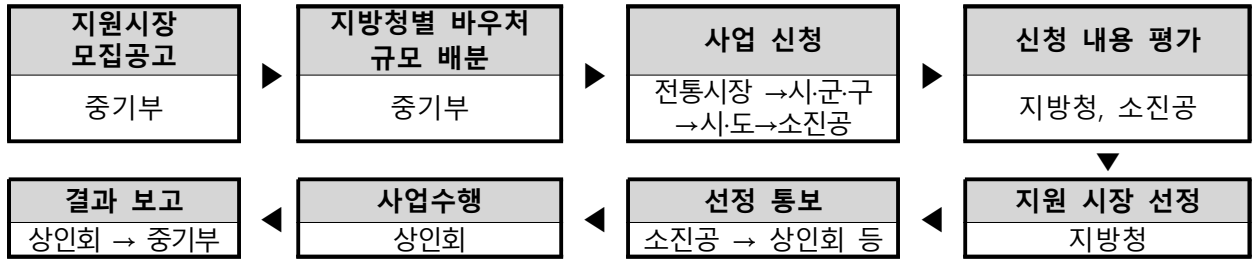 지원시장
모집공고
중기부
▶
지방청별 바우처
규모 배분
중기부
▶
사업 신청
전통시장 →시·군·구
→시·도→소진공
▶
신청 내용 평가
지방청, 소진공
▼
지원 시장 선정
지방청
◀
선정 통보
소진공 → 상인회 등
◀
사업수행
상인회
◀
결과 보고
상인회 → 중기부